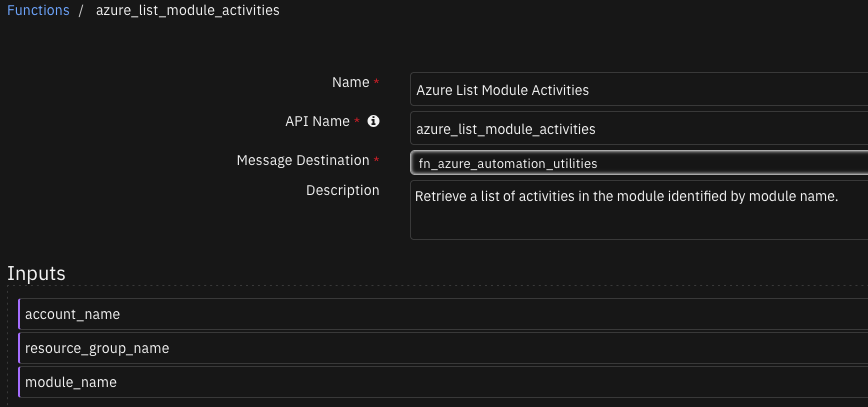 Functions / azure_list_module_activities
Name * Azure List Module Activities
API Name * azure_list_module_activities
Message Destination * fn_azure_automation_utilities
Description Retrieve a list of activities in the module identified by module name.
Inputs
account_name
resource_group_name
module_name